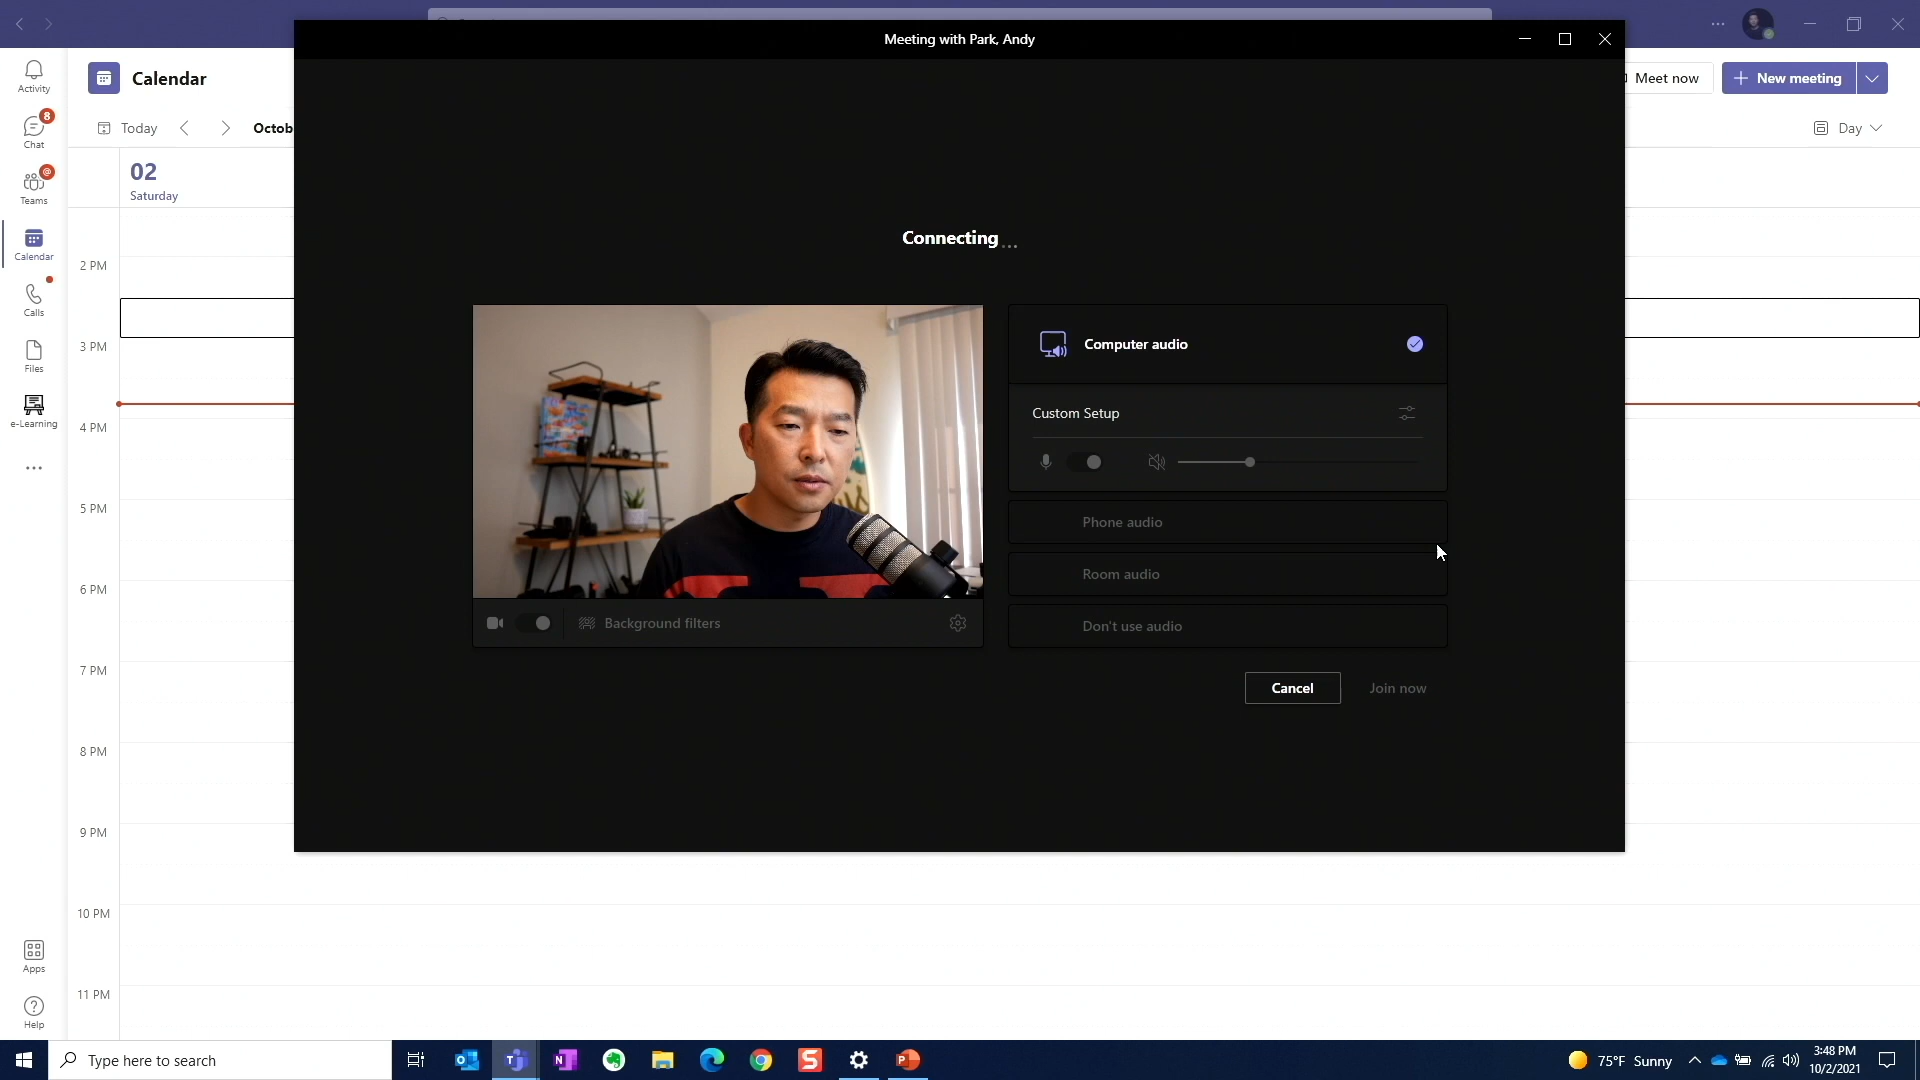 Meeting with Park, Andy
Activity
Calendar
Meet now
New meeting
8
Chat
Today
Octob
Day
@
Teams
02
Saturday
Calendar
Connecting...
2 PM
Calls
3 PM
Computer audio
Files
Custom Setup
e-Learning
4 PM
5 PM
Phone audio
Room audio
6 PM
Background filters
Don't use audio
7 PM
Cancel
Join now
8 PM
9 PM
10 PM
Apps
11 PM
Help
Type here to search
75°F Sunny
3:48 PM
10/2/2021